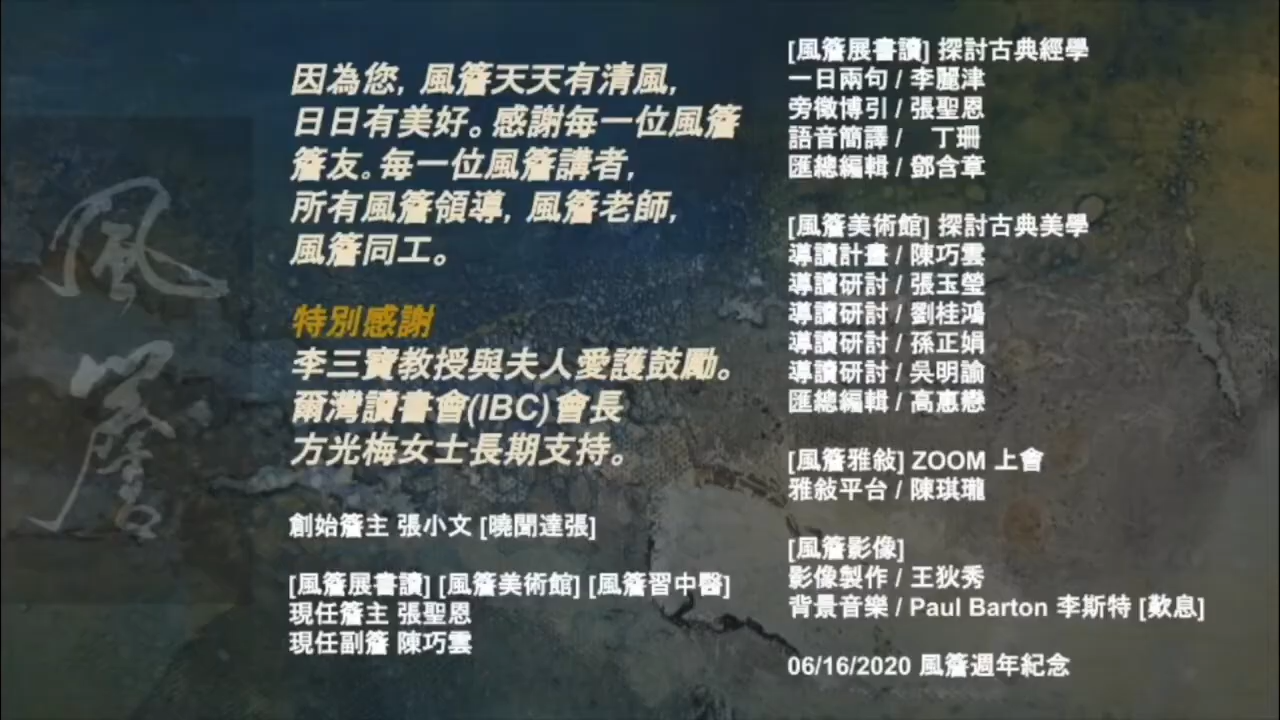 風簷
因為您, 風簷天天有清風,
日日有美好。感謝每一位風簷
簷友。每一位風簷講者,
所有風簷領導, 風簷老師,
風簷同工。
特別感謝
李三寶教授與夫人愛護鼓勵。
爾灣讀書會(IBC)會長
方光梅女士長期支持。
創始簷主 張小文 [曉聞達張]
[風簷展書讀] [風簷美術館] [風簷習中醫]
現任簷主 張聖恩
現任副簷 陳巧雲
[風簷展書讀] 探討古典經學
一日兩句 / 李麗津
旁徵博引 / 張聖恩
語音簡譯 / 丁珊
匯總編輯 / 鄧含章
[風簷美術館] 探討古典美學
導讀計畫 / 陳巧雲
導讀研討 / 張玉瑩
導讀研討 / 劉桂鴻
導讀研討 / 孫正娟
導讀研討 / 吳明諭
匯總編輯 / 高惠戀
[風簷雅敍] ZOOM 上會
雅敍平台 / 陳琪瓏
[風簷影像]
影像製作 / 王狄秀
背景音樂 / Paul Barton 李斯特 [歎息]
06/16/2020 風簷週年紀念